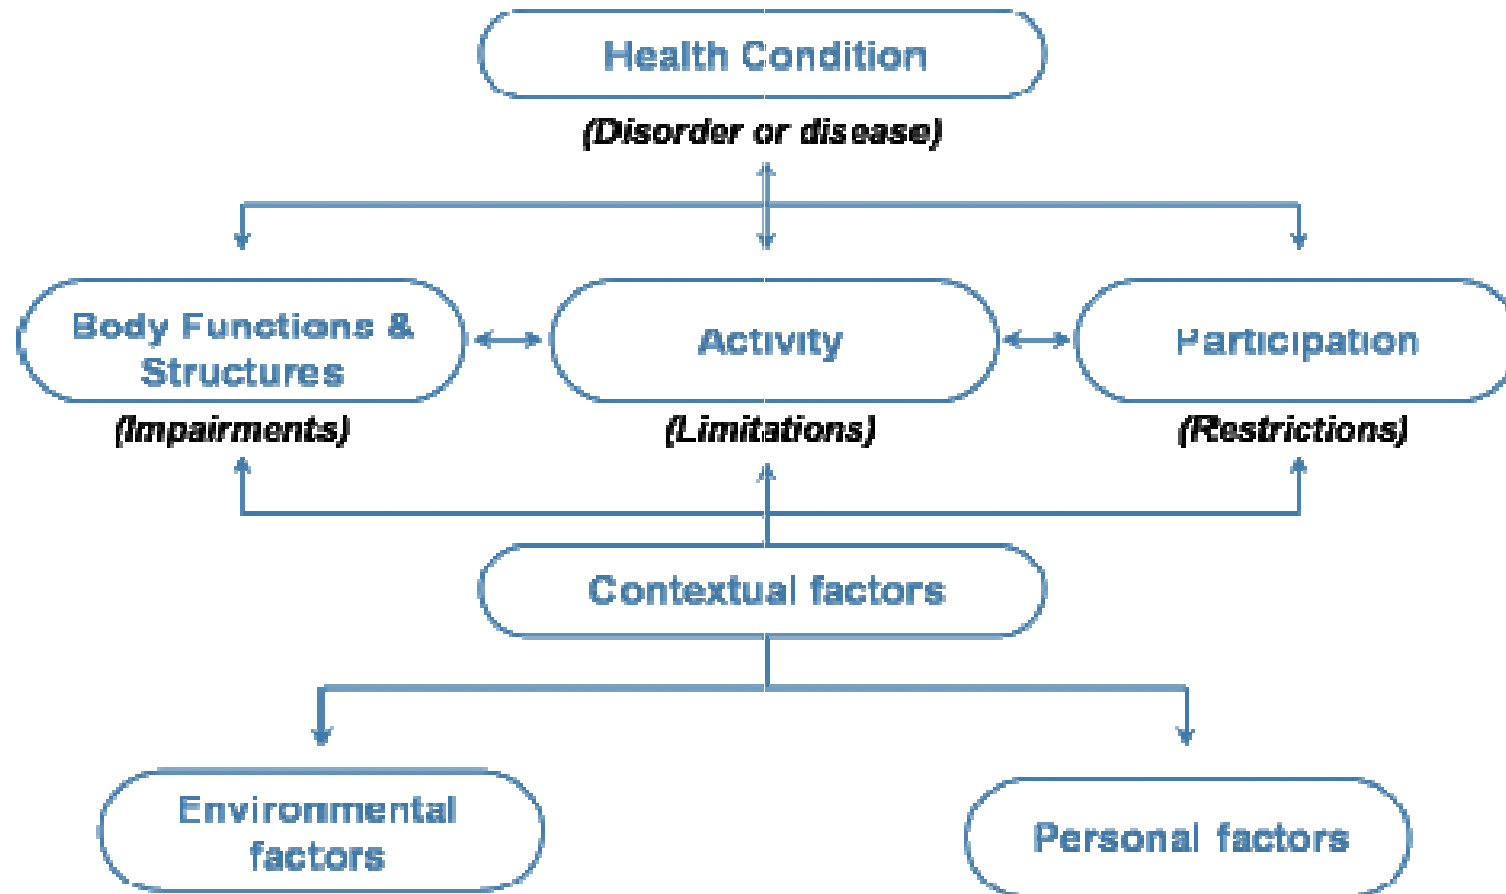 Health Condition
(Disorder or disease)
Body Functions &
Structures
Activity
Participation
(Impairments)
(Limitations)
(Restrictions)
Contextual factors
Environmental
factors
Personal factors